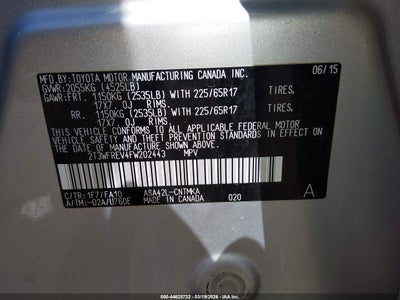 MFD.BY:TOYOTA MOTOR MANUFACTURING CANADA INC. 06/15
GVWR:2055KG (4525LB)
GAWR:FRT. 1150KG (2535LB) WITH 225/65R17 TIRES.
17X7.0J RIMS.
RR. 1150KG (2535LB) WITH 225/65R17 TIRES.
17X7.0J RIMS.
THIS VEHICLE CONFORMS TO ALL APPLICABLE FEDERAL MOTOR
VEHICLE SAFETY AND THEFT PREVENTION STANDARDS IN EFFECT
ON THE DATE OF MANUFACTURE SHOWN ABOVE.
2T3WFREV4FW202443 MPV
C/TR:1F7/FA10 ASA42L-CNTMKA A
A/TM:-02A/U760E MADE IN CANADA 020
000-44628732 - 03/19/2026 - IAAI